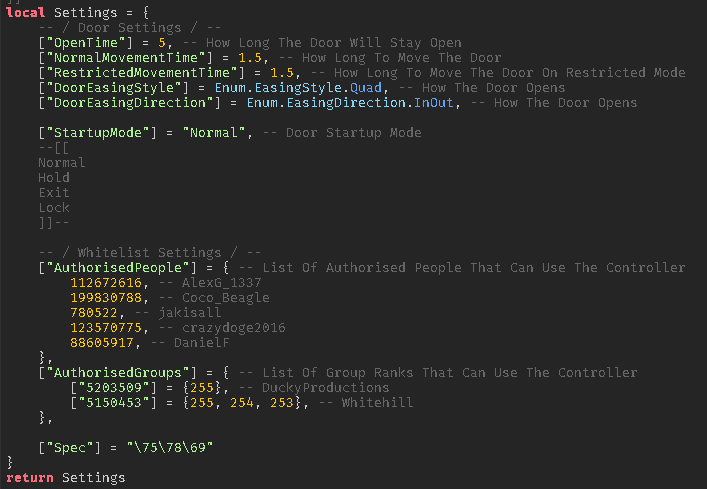 ]]
local Settings = {
    -- / Door Settings / --
    ["OpenTime"] = 5, -- How Long The Door Will Stay Open
    ["NormalMovementTime"] = 1.5, -- How Long To Move The Door
    ["RestrictedMovementTime"] = 1.5, -- How Long To Move The Door On Restricted Mode
    ["DoorEasingStyle"] = Enum.EasingStyle.Quad, -- How The Door Opens
    ["DoorEasingDirection"] = Enum.EasingDirection.InOut, -- How The Door Opens

    ["StartupMode"] = "Normal", -- Door Startup Mode
    --[[
    Normal
    Hold
    Exit
    Lock
    ]]--

    -- / Whitelist Settings / --
    ["AuthorisedPeople"] = { -- List Of Authorised People That Can Use The Controller
        112672616, -- AlexG_1337
        199830788, -- Coco_Beagle
        780522, -- jakisall
        123570775, -- crazydoge2016
        88605917, -- DanielF
    },
    ["AuthorisedGroups"] = { -- List Of Group Ranks That Can Use The Controller
        ["5203509"] = {255}, -- DuckyProductions
        ["5150453"] = {255, 254, 253}, -- Whitehill
    },

    ["Spec"] = "\75\78\69"
}
return Settings